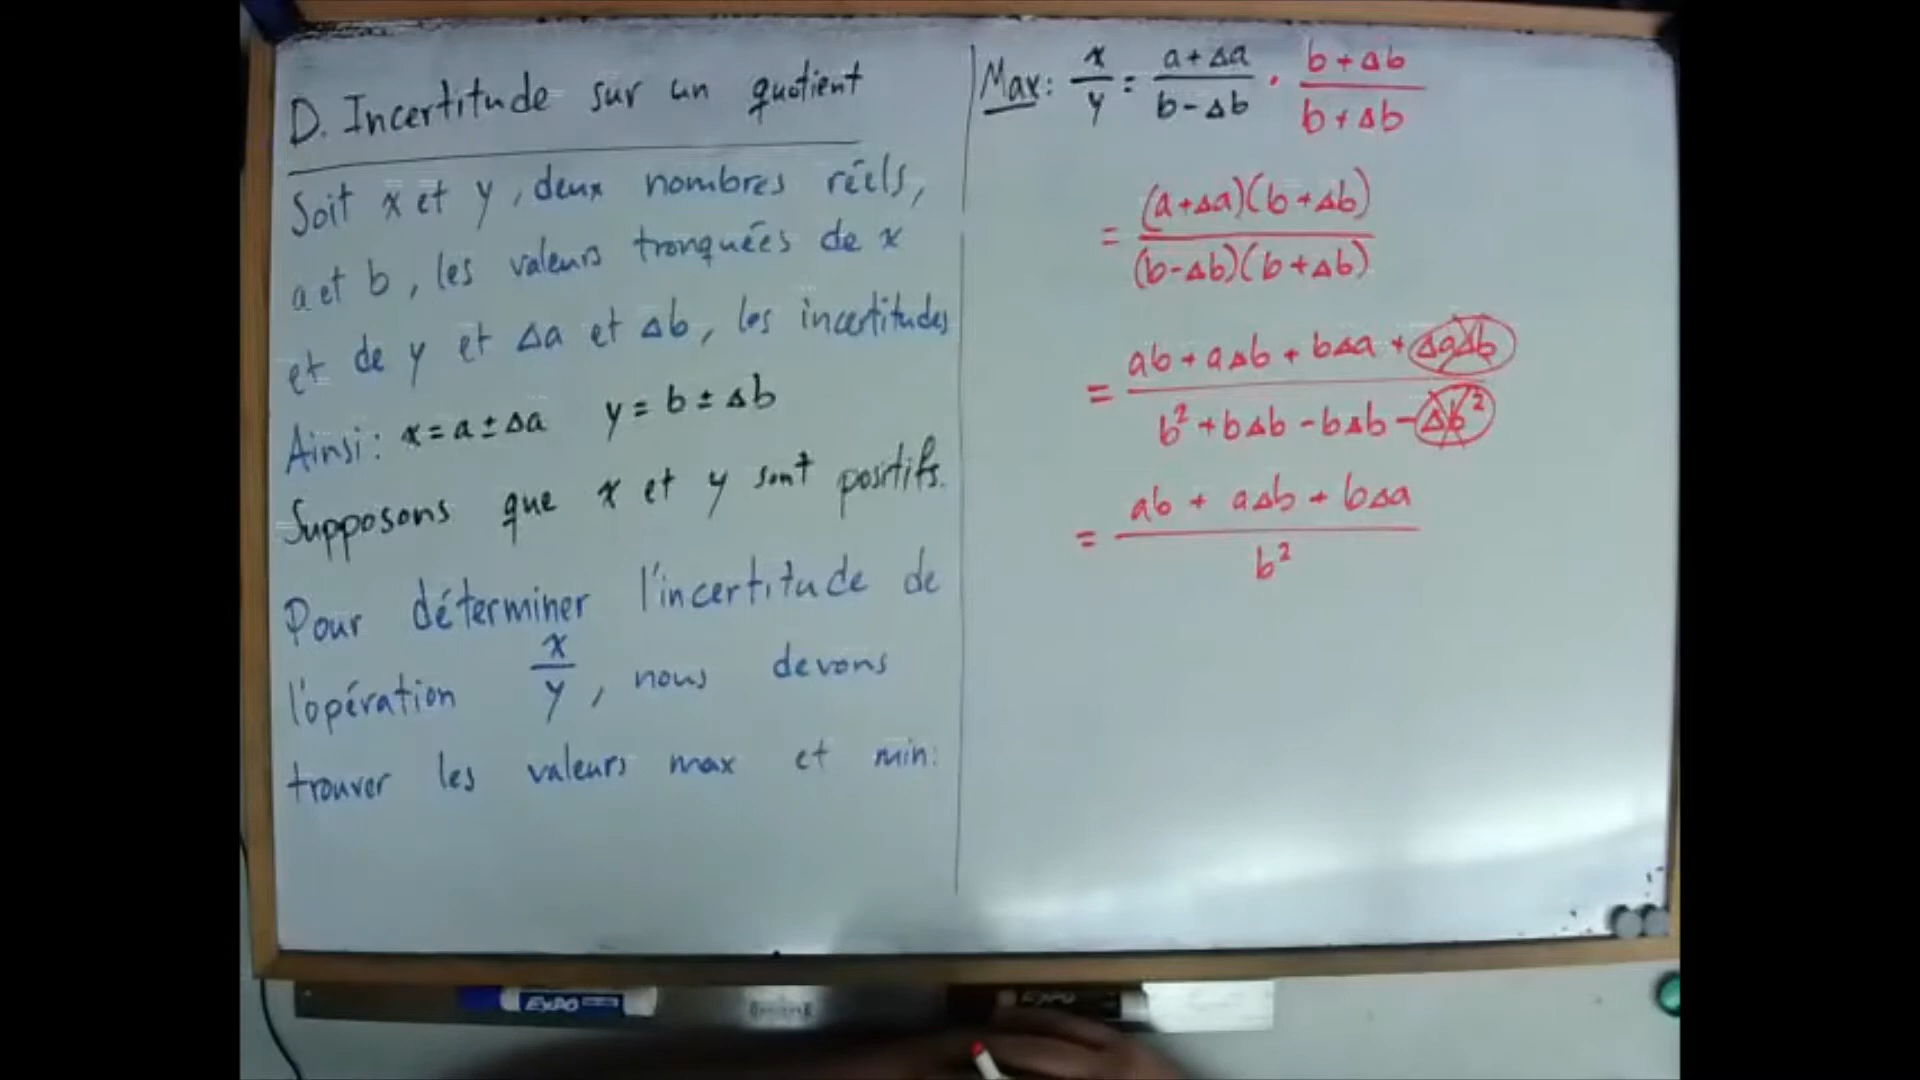 D. Incertitude sur un quotient
Soit x et y, deux nombres réels,
a et b, les valeurs tronquées de x
et de y et Δa et Δb, les incertitudes
Ainsi: x = a ± Δa y = b ± Δb
Supposons que x et y sont positifs.
Pour déterminer l'incertitude de
l'opération x/y, nous devons
trouver les valeurs max et min:
Max: x/y = (a + Δa)/(b - Δb) · (b + Δb)/(b + Δb)
= (a + Δa)(b + Δb)/(b - Δb)(b + Δb)
= (ab + aΔb + bΔa + ΔaΔb)/(b² + bΔb - bΔb - Δb²)
= (ab + aΔb + bΔa)/b²
EXPO
EXPO